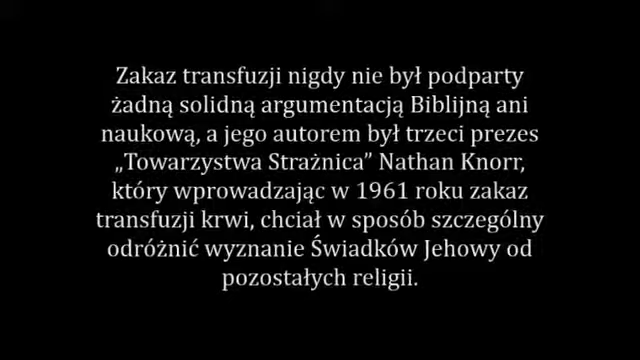 Zakaz transfuzji nigdy nie był podparty
żadną solidną argumentacją Biblijną ani
naukową, a jego autorem był trzeci prezes
„Towarzystwa Strażnica” Nathan Knorr,
który wprowadzając w 1961 roku zakaz
transfuzji krwi, chciał w sposób szczególny
odróżnić wyznanie Świadków Jehowy od
pozostałych religii.